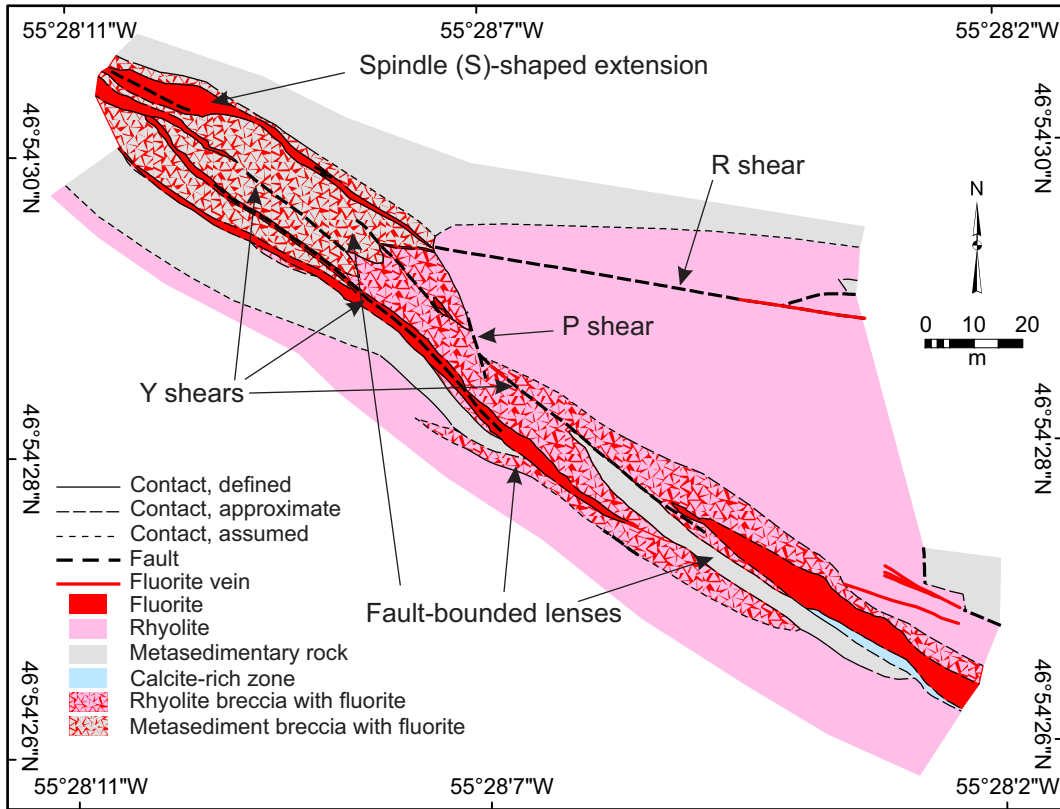 55°28'11"W 55°28'7"W 55°28'2"W
Spindle (S)-shaped extension
46°54'30"N
46°54'30"N
R shear
N
P shear
0 10 20
m
Y shears
46°54'28"N
46°54'28"N
Contact, defined
Contact, approximate
Contact, assumed
Fault
Fluorite vein
Fluorite
Fault-bounded lenses
Rhyolite
Metasedimentary rock
Calcite-rich zone
Rhyolite breccia with fluorite
Metasediment breccia with fluorite
46°54'26"N
46°54'26"N
55°28'11"W 55°28'7"W 55°28'2"W